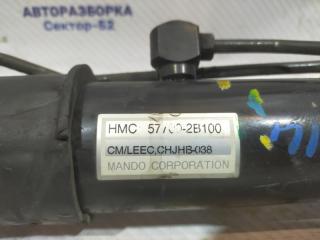 АВТОРАЗБОРКА
Сектор-52
HMC 57700-2B100
CM/LEEC,CHJHB-038
MANDO CORPORATION